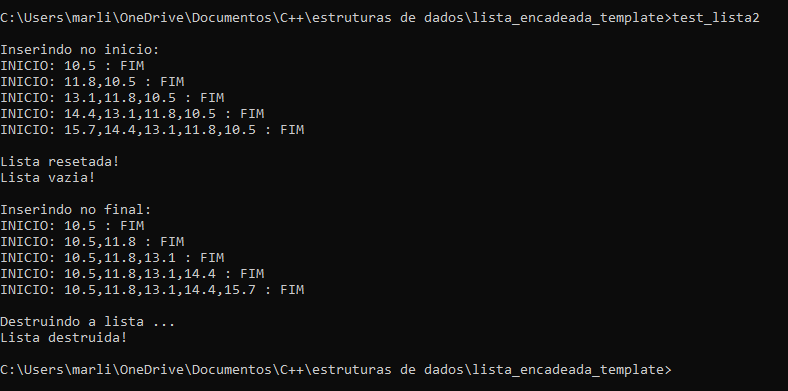 C:\Users\marli\OneDrive\Documentos\C++\estruturas de dados\lista_encadeada_template>test_lista2
Inserindo no inicio:
INICIO: 10.5 : FIM
INICIO: 11.8,10.5 : FIM
INICIO: 13.1,11.8,10.5 : FIM
INICIO: 14.4,13.1,11.8,10.5 : FIM
INICIO: 15.7,14.4,13.1,11.8,10.5 : FIM
Lista resetada!
Lista vazia!
Inserindo no final:
INICIO: 10.5 : FIM
INICIO: 10.5,11.8 : FIM
INICIO: 10.5,11.8,13.1 : FIM
INICIO: 10.5,11.8,13.1,14.4 : FIM
INICIO: 10.5,11.8,13.1,14.4,15.7 : FIM
Destruindo a lista ...
Lista destruida!
C:\Users\marli\OneDrive\Documentos\C++\estruturas de dados\lista_encadeada_template>